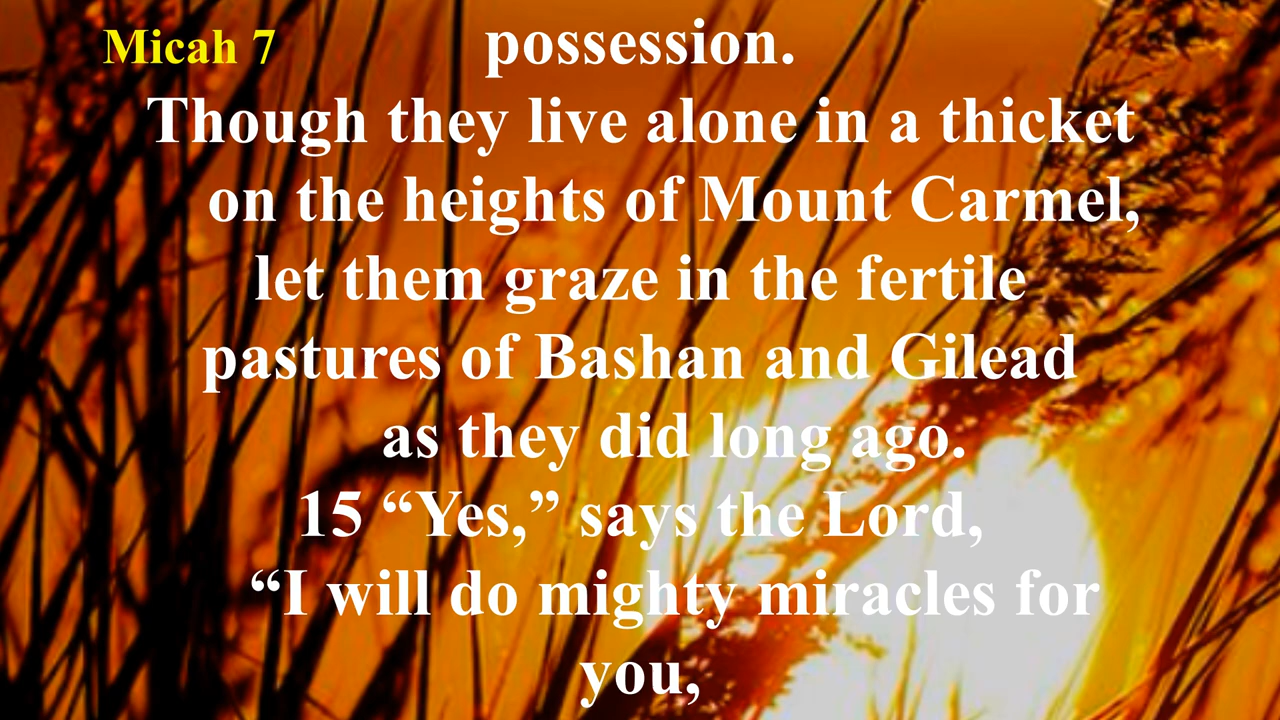 Micah 7
possession.
Though they live alone in a thicket
on the heights of Mount Carmel,
let them graze in the fertile
pastures of Bashan and Gilead
as they did long ago.
15 “Yes,” says the Lord,
“I will do mighty miracles for
you,